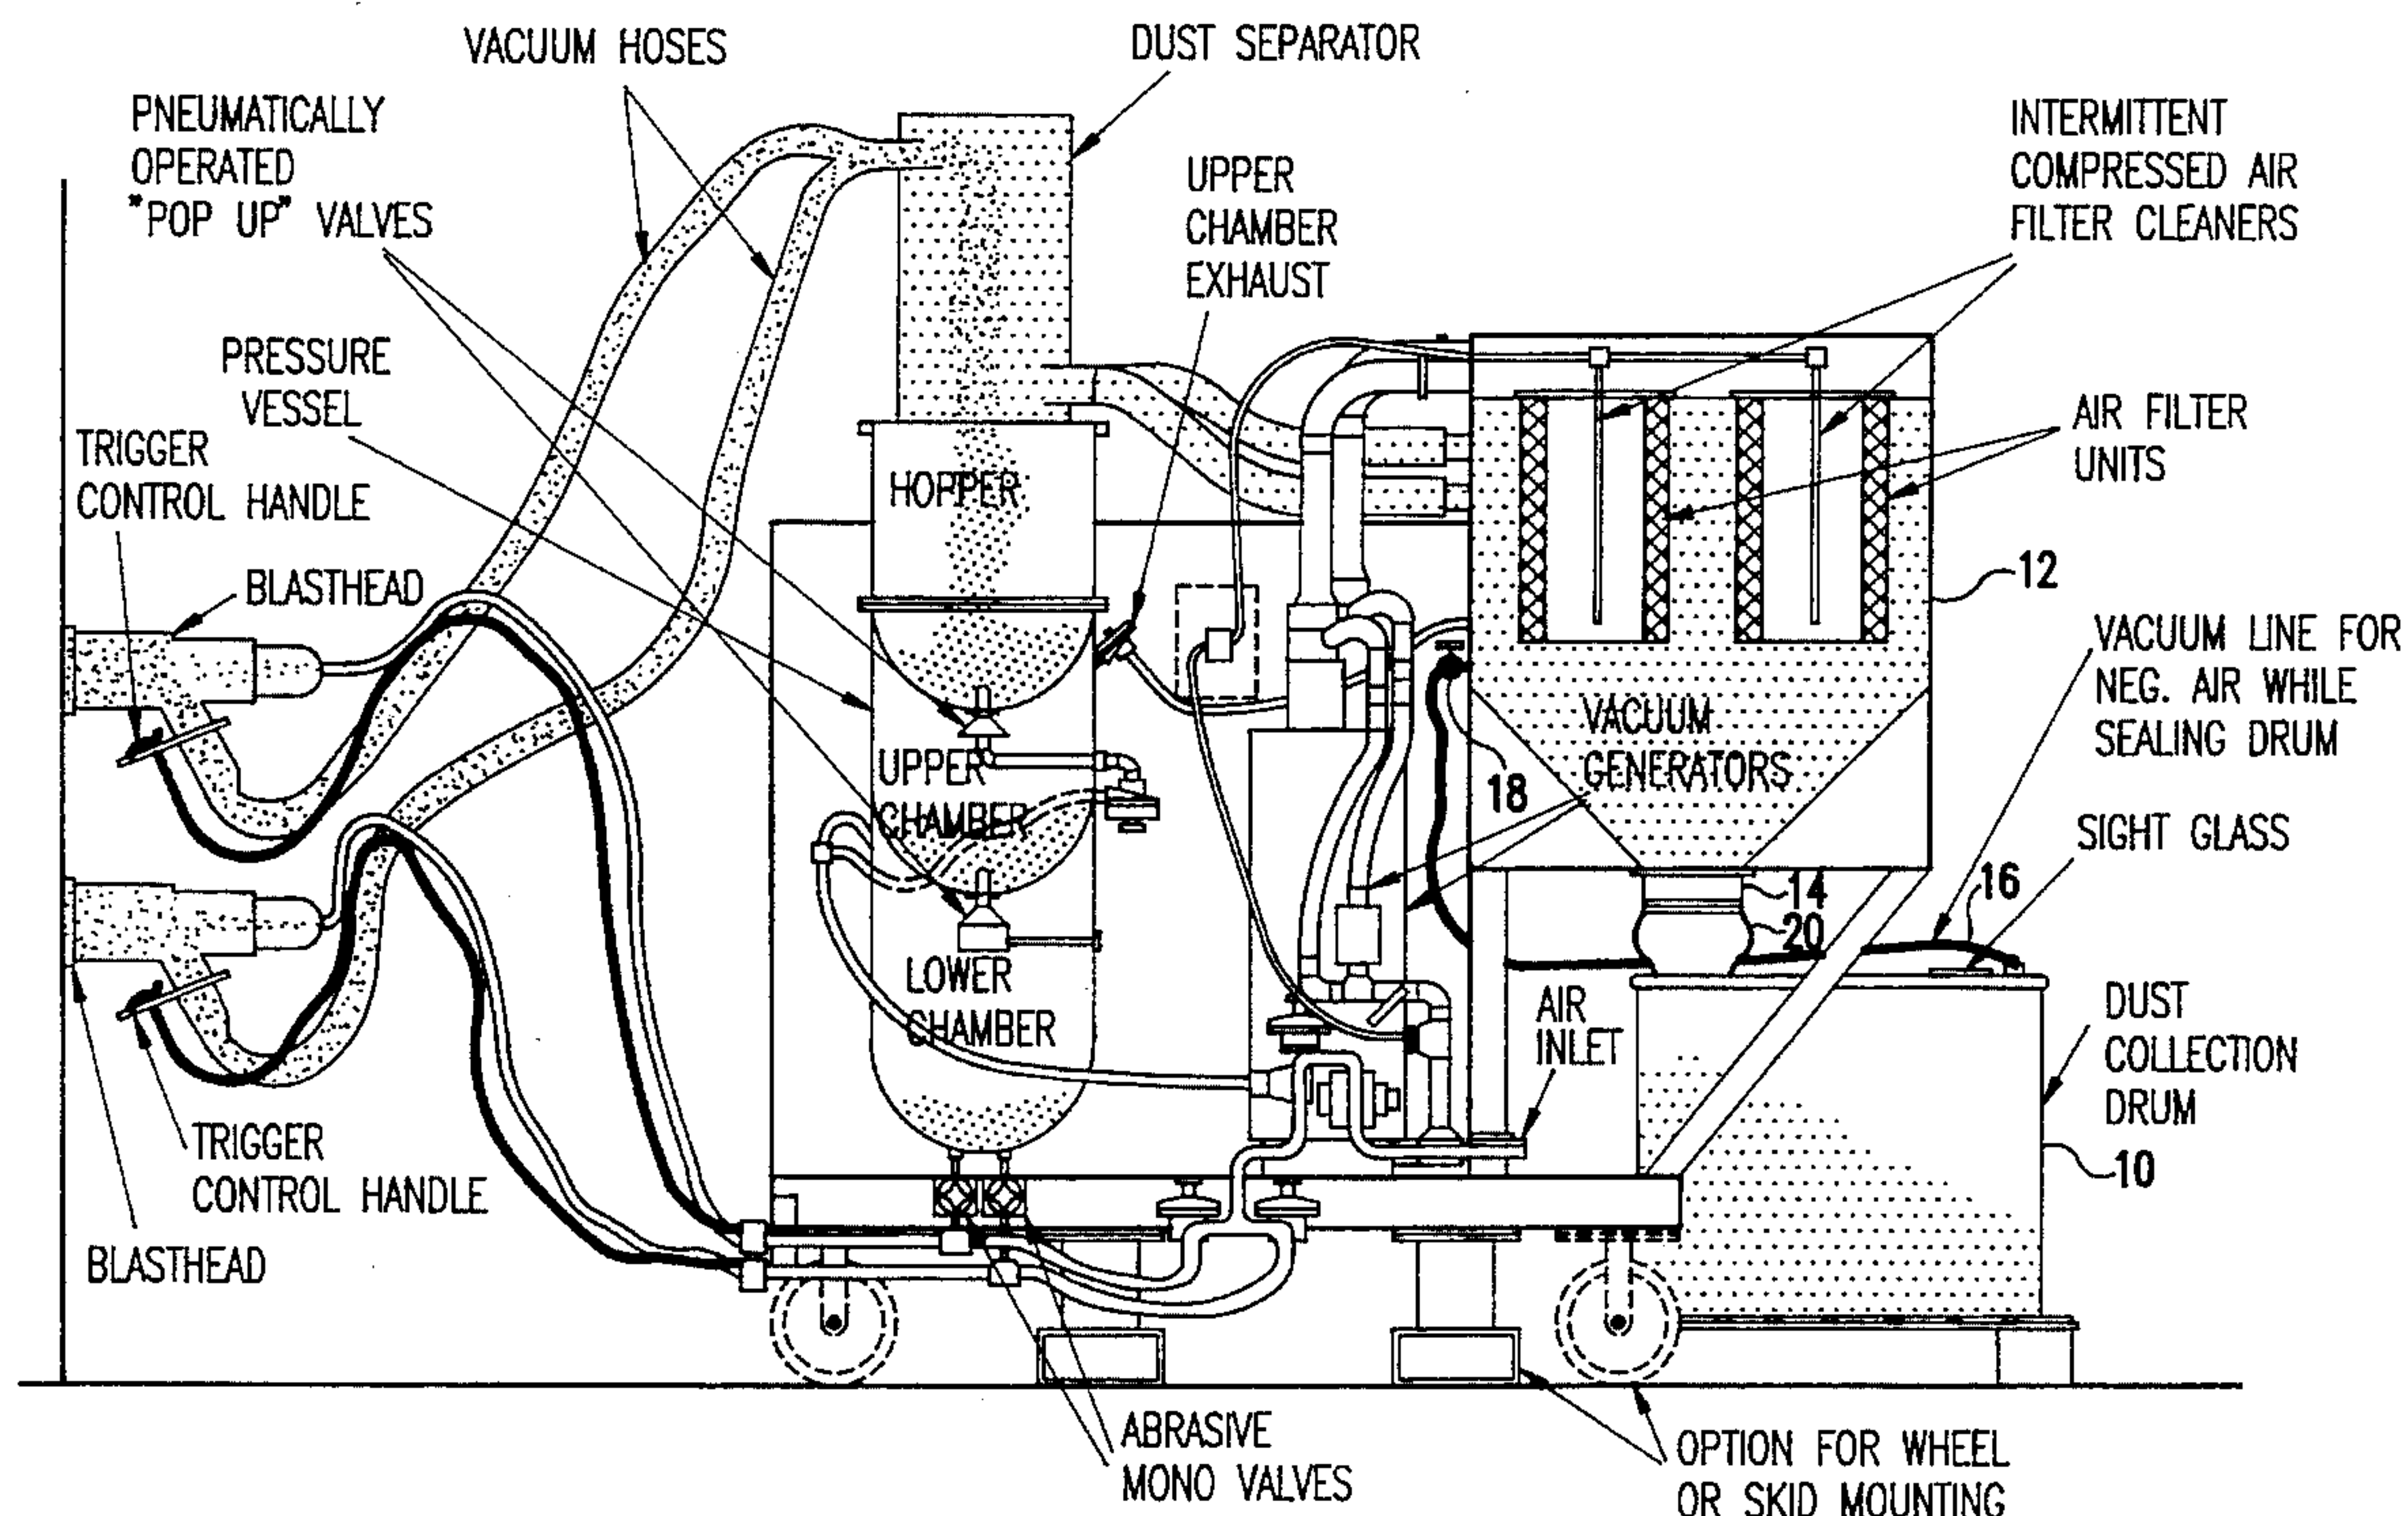 VACUUM HOSES
DUST SEPARATOR
PNEUMATICALLY
OPERATED
"POP UP" VALVES
UPPER
CHAMBER
EXHAUST
INTERMITTENT
COMPRESSED AIR
FILTER CLEANERS
PRESSURE
VESSEL
AIR FILTER
UNITS
TRIGGER
CONTROL HANDLE
HOPPER
BLASTHEAD
12
VACUUM LINE FOR
NEG. AIR WHILE
SEALING DRUM
VACUUM
GENERATORS
18
UPPER
CHAMBER
SIGHT GLASS
14
16
20
LOWER
CHAMBER
AIR
INLET
DUST
COLLECTION
DRUM
10
TRIGGER
CONTROL HANDLE
BLASTHEAD
ABRASIVE
MONO VALVES
OPTION FOR WHEEL
OR SKID MOUNTING